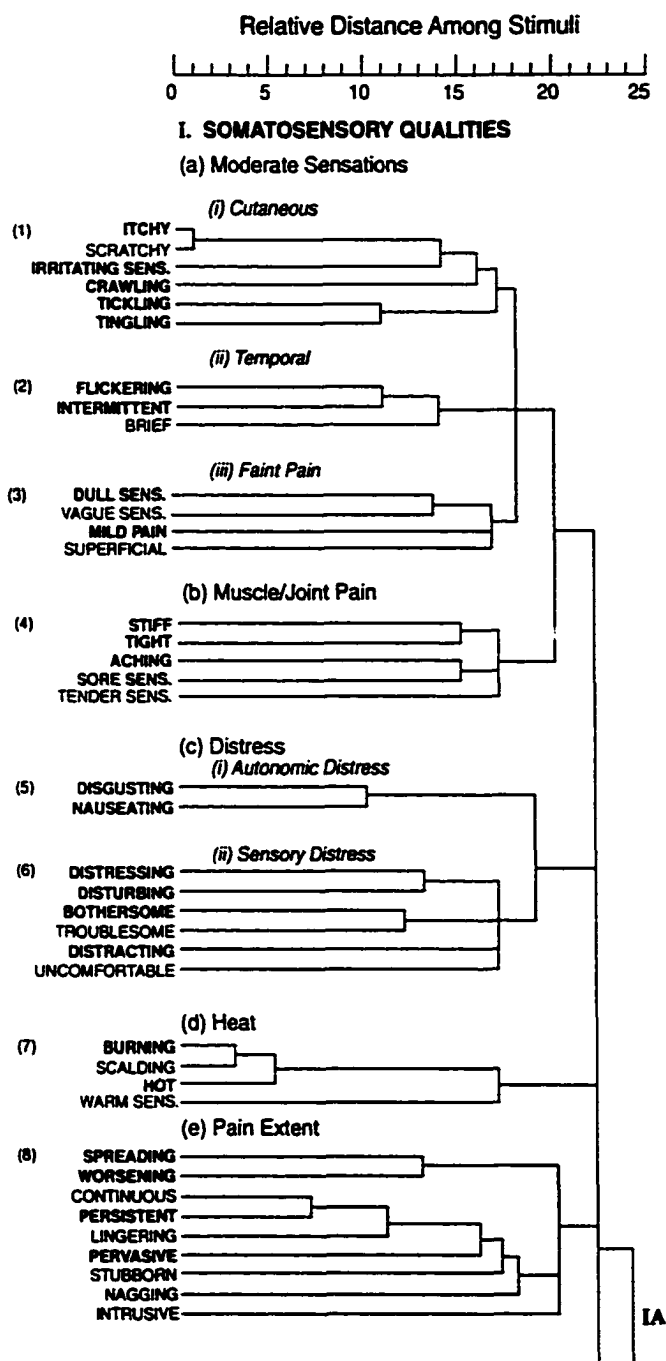 Relative Distance Among Stimuli
0 5 10 15 20 25
I. SOMATOSENSORY QUALITIES
(a) Moderate Sensations
(i) Cutaneous
(1) ITCHY
SCRATCHY
IRRITATING SENS.
CRAWLING
TICKLING
TINGLING
(ii) Temporal
(2) FLICKERING
INTERMITTENT
BRIEF
(iii) Faint Pain
(3) DULL SENS.
VAGUE SENS.
MILD PAIN
SUPERFICIAL
(b) Muscle/Joint Pain
(4) STIFF
TIGHT
ACHING
SORE SENS.
TENDER SENS.
(c) Distress
(i) Autonomic Distress
(5) DISGUSTING
NAUSEATING
(ii) Sensory Distress
(6) DISTRESSING
DISTURBING
BOTHERSOME
TROUBLESOME
DISTRACTING
UNCOMFORTABLE
(d) Heat
(7) BURNING
SCALDING
HOT
WARM SENS.
(e) Pain Extent
(8) SPREADING
WORSENING
CONTINUOUS
PERSISTENT
LINGERING
PERVASIVE
STUBBORN
NAGGING
INTRUSIVE
IA